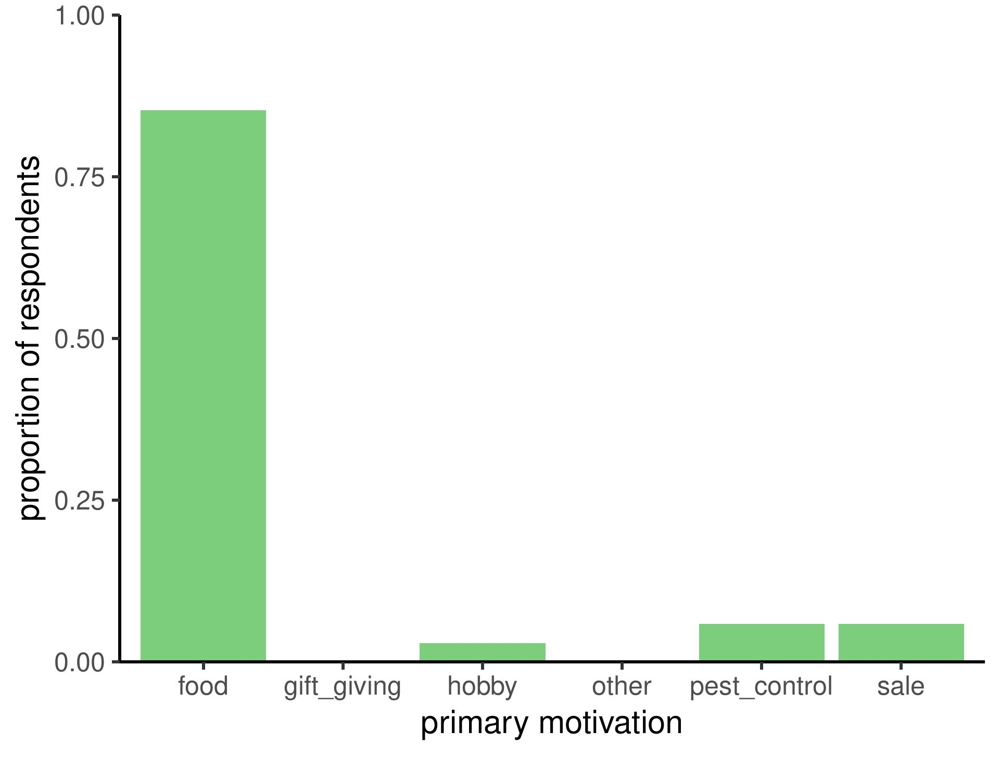 1.00
0.75
0.50
0.25
0.00
proportion of respondents
food gift_giving hobby other pest_control sale
primary motivation